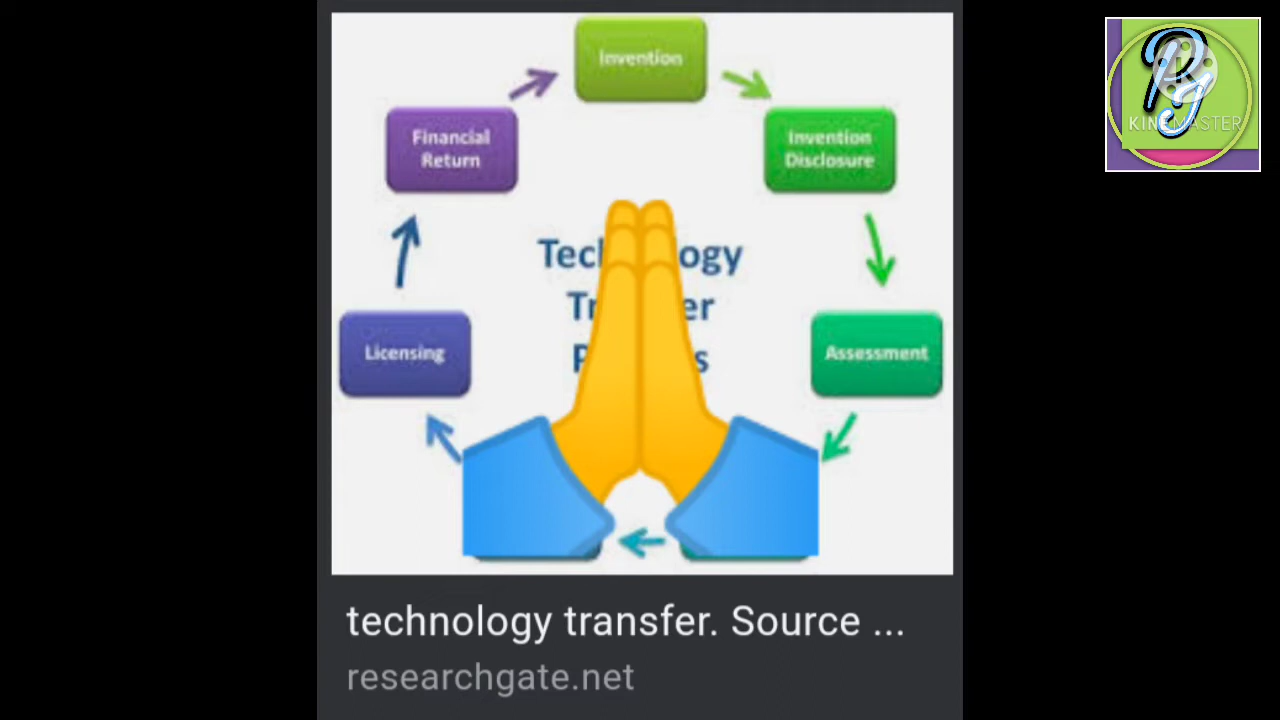 Invention
Financial
Return
Invention
Disclosure
Licensing
Assessment
technology transfer. Source ...
researchgate.net
KINEMASTER